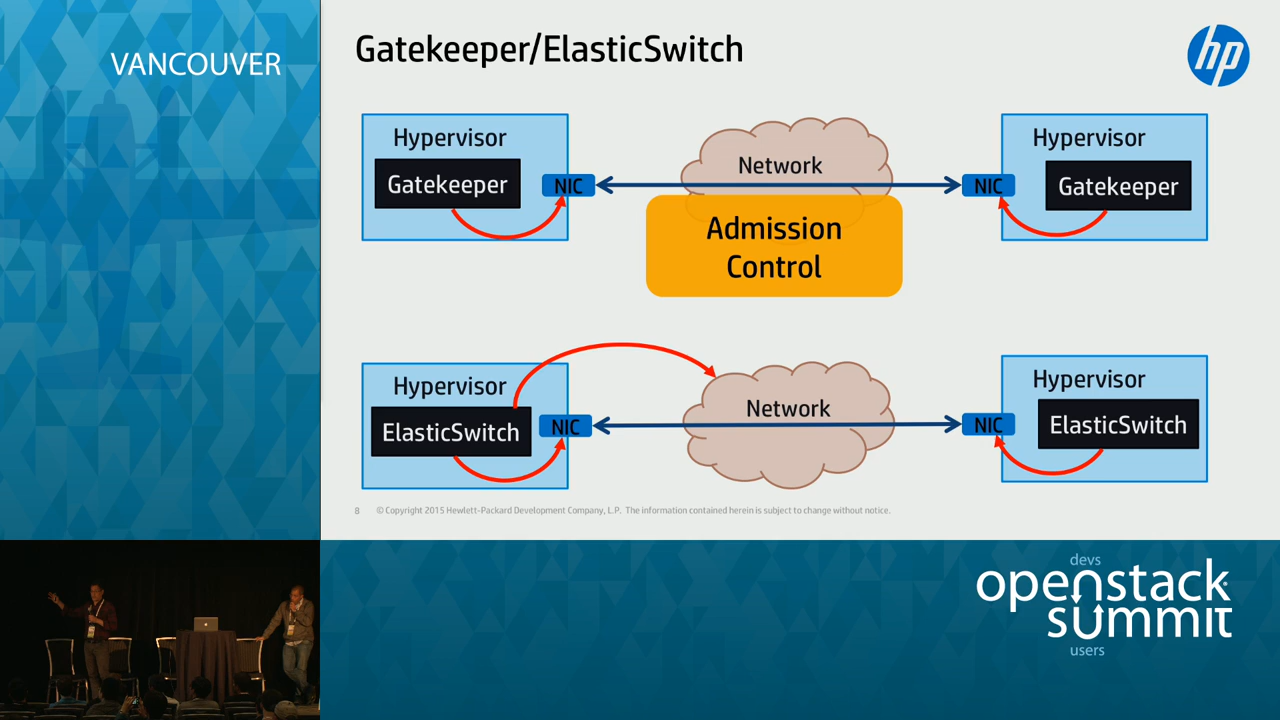 VANCOUVER
Gatekeeper/ElasticSwitch
hp
Hypervisor
Gatekeeper
NIC
Network
Admission
Control
NIC
Hypervisor
Gatekeeper
Hypervisor
ElasticSwitch
NIC
Network
NIC
Hypervisor
ElasticSwitch
8 © Copyright 2015 Hewlett-Packard Development Company, L.P. The information contained herein is subject to change without notice.
devs
openstack
summit
users